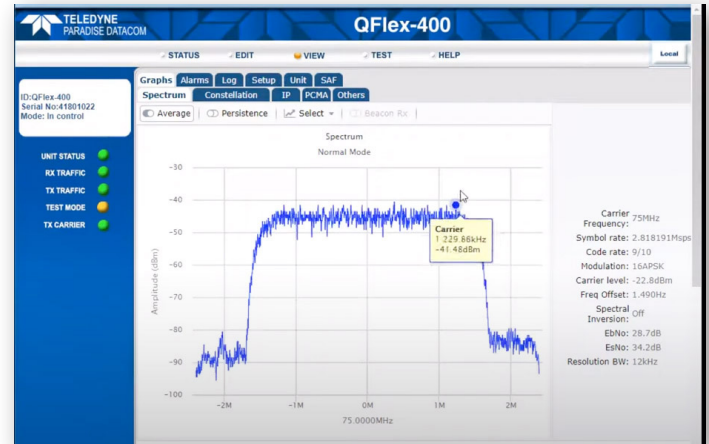 TELEDYNE
PARADISE DATACOM
QFlex-400
STATUS EDIT VIEW TEST HELP
Local
ID:QFlex-400
Serial No:41801022
Mode: In control
UNIT STATUS
RX TRAFFIC
TX TRAFFIC
TEST MODE
TX CARRIER
Graphs Alarms Log Setup Unit SAF
Spectrum Constellation IP PCMA Others
Average Persistence Select Beacon Rx
Spectrum
Normal Mode
Amplitude (dBm)
-30
-40
-50
-60
-70
-80
-90
-100
-2M -1M 0M 1M 2M
75.0000MHz
Carrier
1 229.86kHz
-41.48dBm
Carrier Frequency: 75MHz
Symbol rate: 2.818191Msps
Code rate: 9/10
Modulation: 16APSK
Carrier level: -22.8dBm
Freq Offset: 1.490Hz
Spectral Inversion: Off
EbNo: 28.7dB
EsNo: 34.2dB
Resolution BW: 12kHz